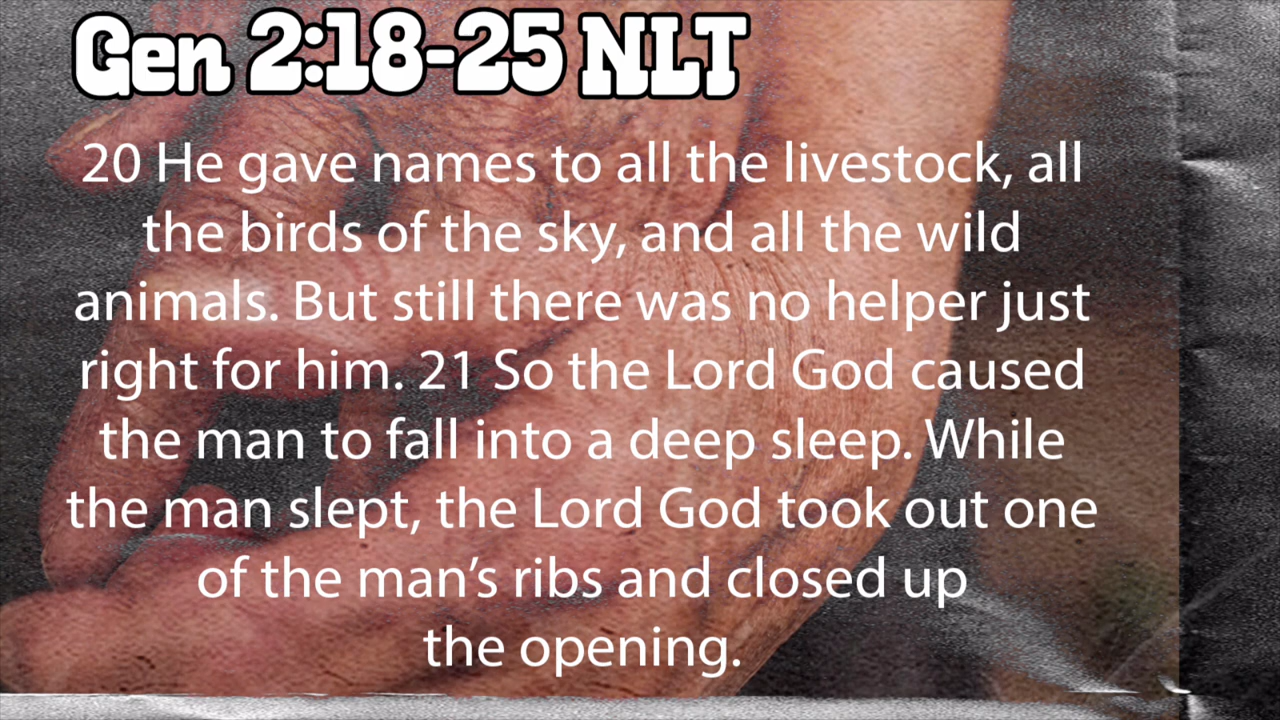 Gen 2:18-25 NLT
20 He gave names to all the livestock, all
the birds of the sky, and all the wild
animals. But still there was no helper just
right for him. 21 So the Lord God caused
the man to fall into a deep sleep. While
the man slept, the Lord God took out one
of the man’s ribs and closed up
the opening.